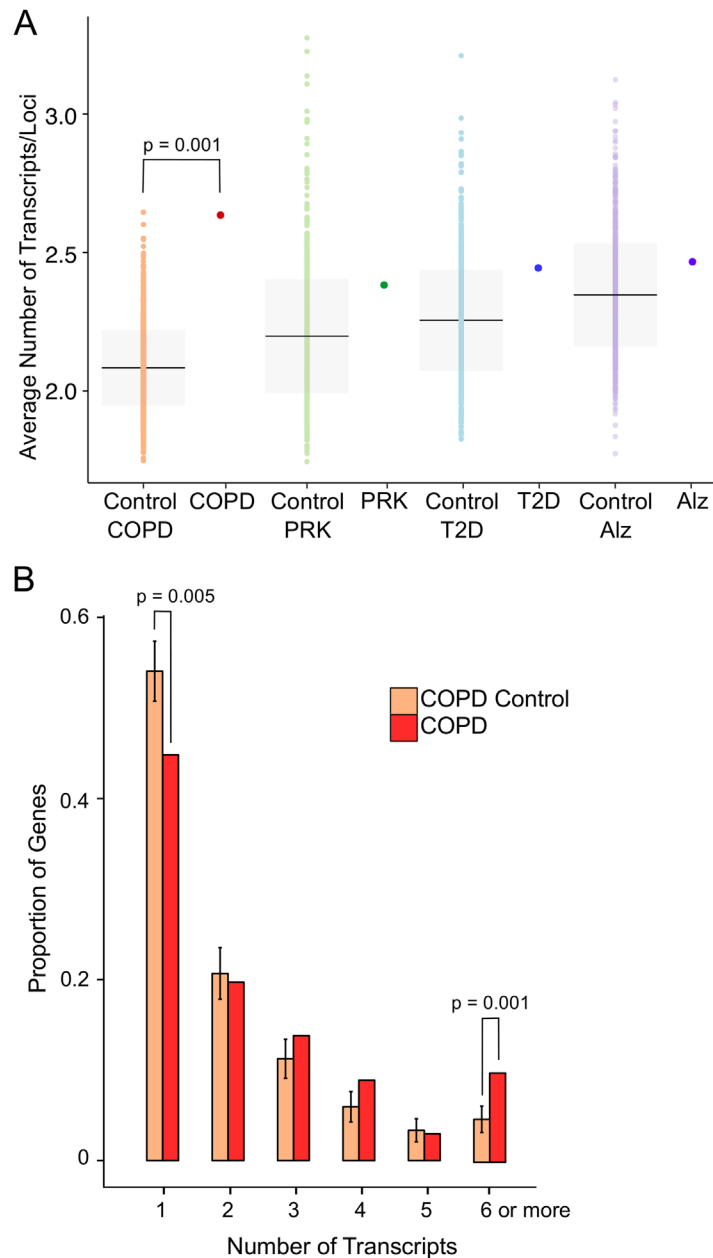 A
Average Number of Transcripts/Loci
3.0
2.5
2.0
p = 0.001
Control COPD Control PRK Control T2D Control Alz
COPD PRK T2D Alz
B
Proportion of Genes
0.6
0.4
0.2
0
p = 0.005
COPD Control
COPD
p = 0.001
1 2 3 4 5 6 or more
Number of Transcripts